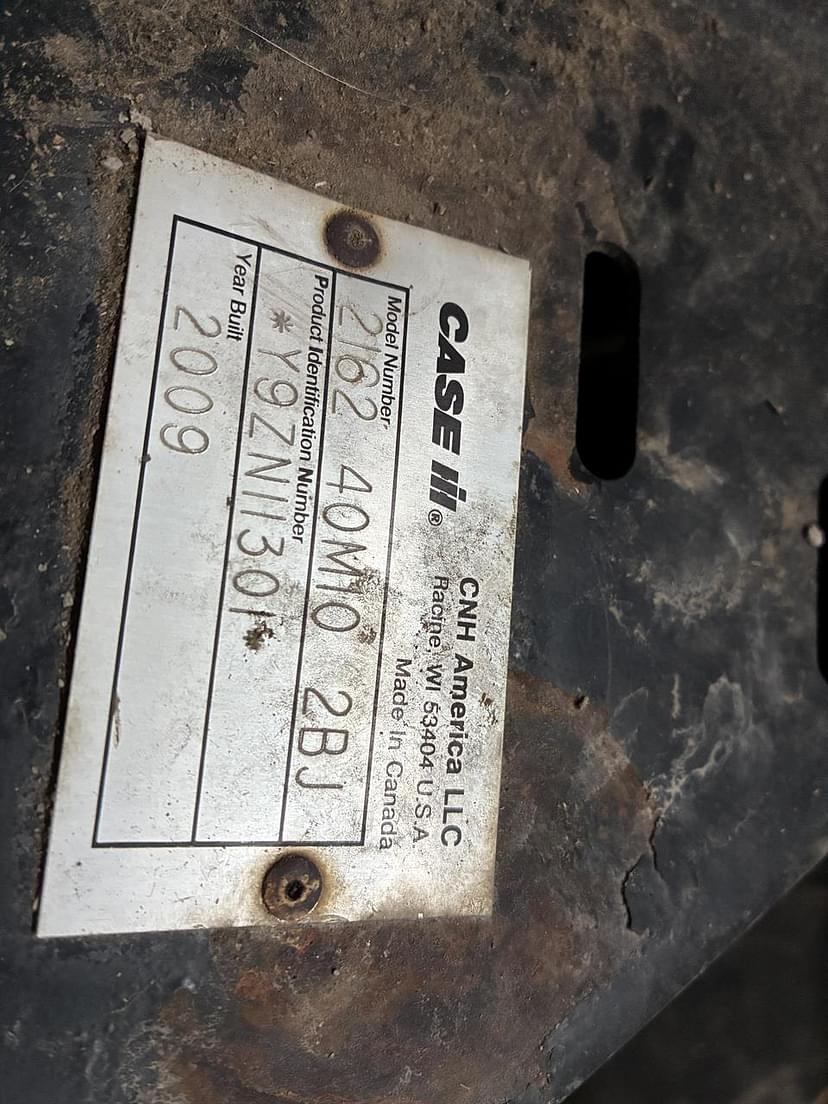 CASE III® CNH America LLC
Racine, WI 53404 U.S.A
Made In Canada
Model Number
2162 40M10 2BJ
Product Identification Number
*Y9ZN11301*
Year Built
2009